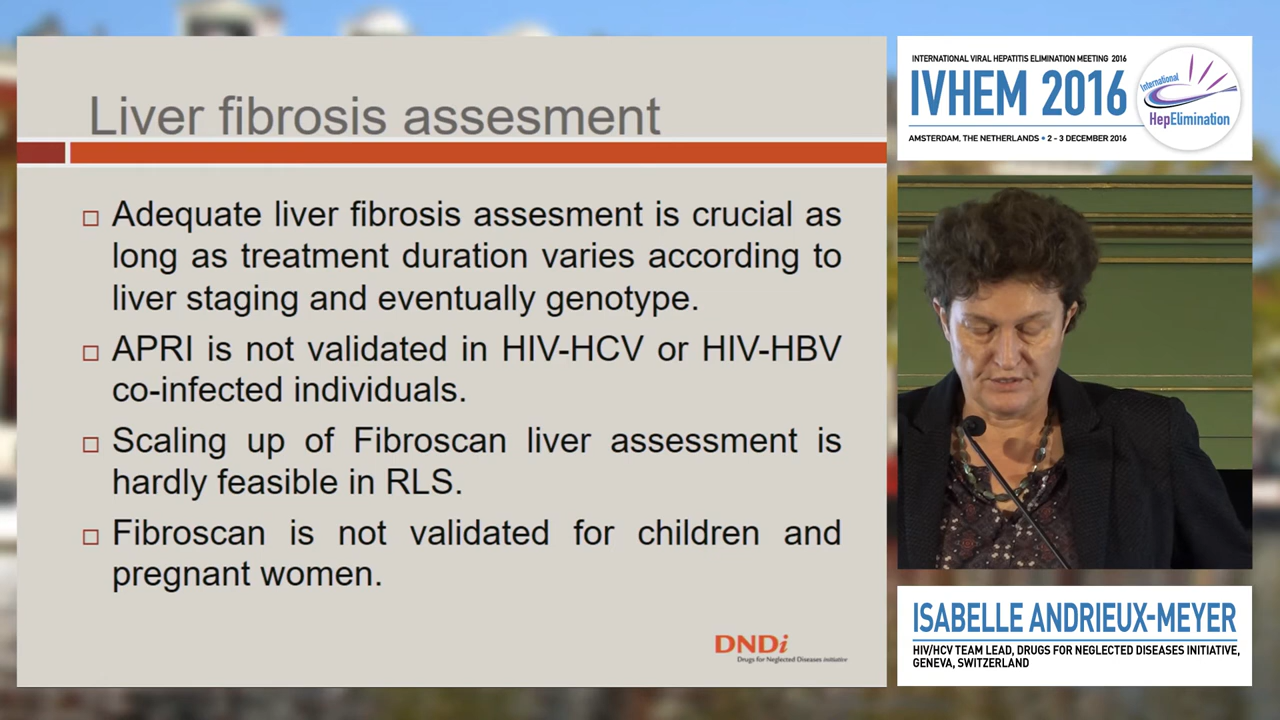 Liver fibrosis assesment
Adequate liver fibrosis assesment is crucial as
long as treatment duration varies according to
liver staging and eventually genotype.
APRI is not validated in HIV-HCV or HIV-HBV
co-infected individuals.
Scaling up of Fibroscan liver assessment is
hardly feasible in RLS.
Fibroscan is not validated for children and
pregnant women.
DNDi
Drugs for Neglected Diseases initiative
INTERNATIONAL VIRAL HEPATITIS ELIMINATION MEETING 2016
IVHEM 2016
AMSTERDAM, THE NETHERLANDS • 2 - 3 DECEMBER 2016
International
HepElimination
ISABELLE ANDRIEUX-MEYER
HIV/HCV TEAM LEAD, DRUGS FOR NEGLECTED DISEASES INITIATIVE,
GENEVA, SWITZERLAND